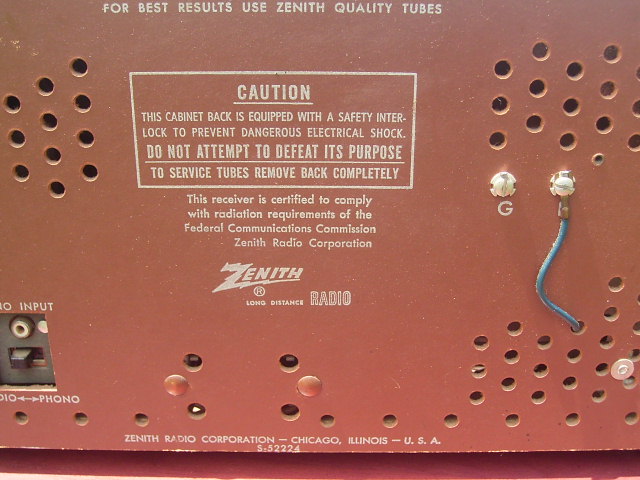 FOR BEST RESULTS USE ZENITH QUALITY TUBES
CAUTION
THIS CABINET BACK IS EQUIPPED WITH A SAFETY INTER-
LOCK TO PREVENT DANGEROUS ELECTRICAL SHOCK.
DO NOT ATTEMPT TO DEFEAT ITS PURPOSE
TO SERVICE TUBES REMOVE BACK COMPLETELY
This receiver is certified to comply
with radiation requirements of the
Federal Communications Commission
Zenith Radio Corporation
G
ZENITH
®
LONG DISTANCE RADIO
NO INPUT
DIO↔PHONO
ZENITH RADIO CORPORATION — CHICAGO, ILLINOIS — U. S. A.
S-52224